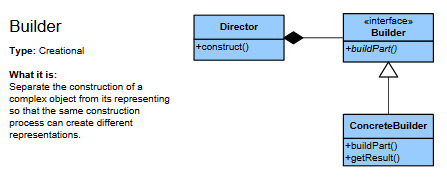 Builder
Type: Creational
What it is:
Separate the construction of a
complex object from its representing
so that the same construction
process can create different
representations.
Director
+construct()
«interface»
Builder
+buildPart()
ConcreteBuilder
+buildPart()
+getResult()